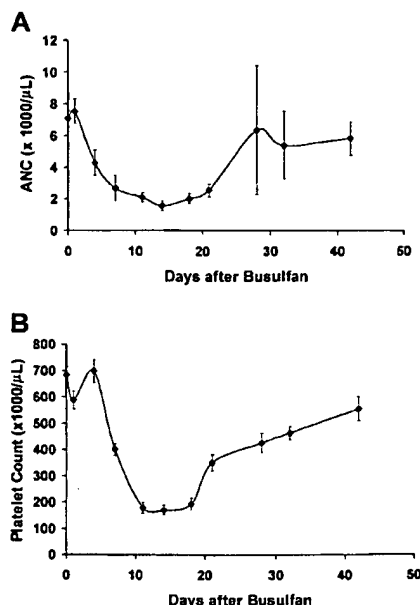 A
12
10
8
6
4
2
0
ANC (x 1000/µL)
0 10 20 30 40 50
Days after Busulfan
B
800
700
600
500
400
300
200
100
0
Platelet Count (x1000/µL)
0 10 20 30 40 50
Days after Busulfan